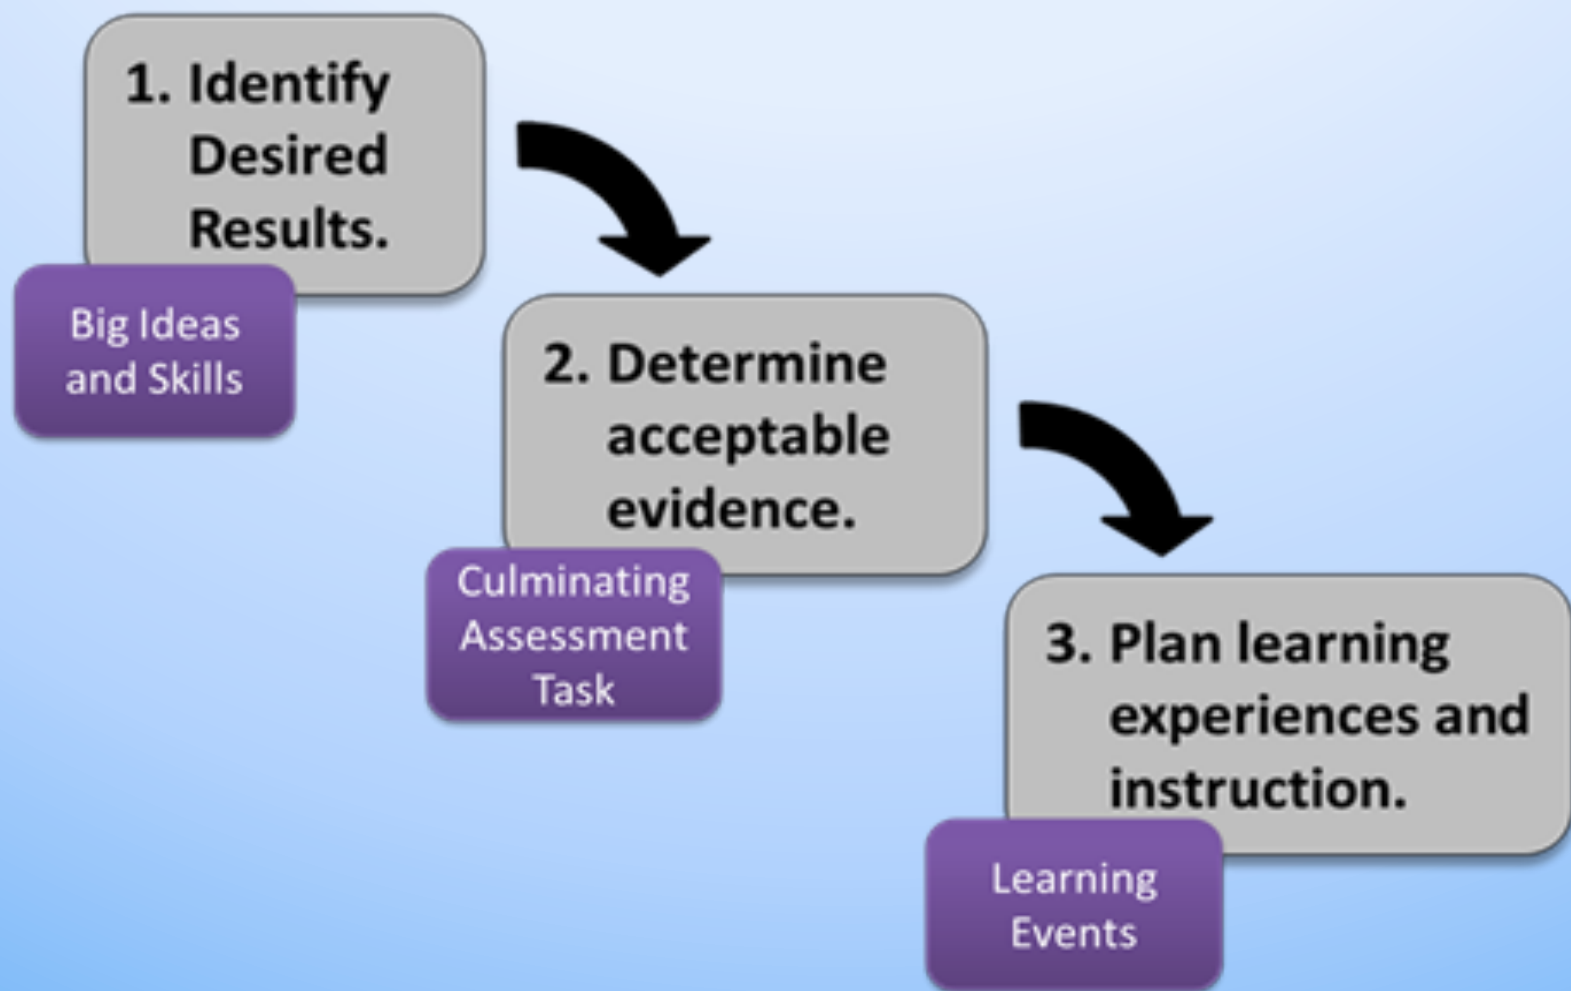 1. Identify
Desired
Results.
Big Ideas
and Skills
2. Determine
acceptable
evidence.
Culminating
Assessment
Task
3. Plan learning
experiences and
instruction.
Learning
Events